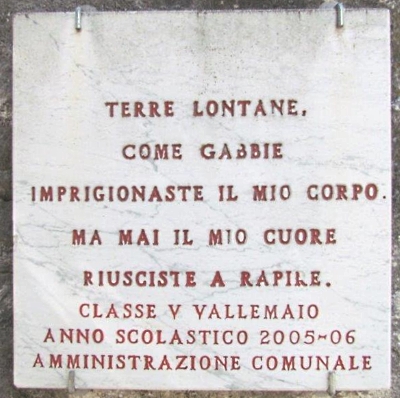 TERRE LONTANE,
COME GABBIE
IMPRIGIONASTE IL MIO CORPO.
MA MAI IL MIO CUORE
RIUSCISTE A RAPIRE.
CLASSE V VALLEMAIO
ANNO SCOLASTICO 2005-06
AMMINISTRAZIONE COMUNALE